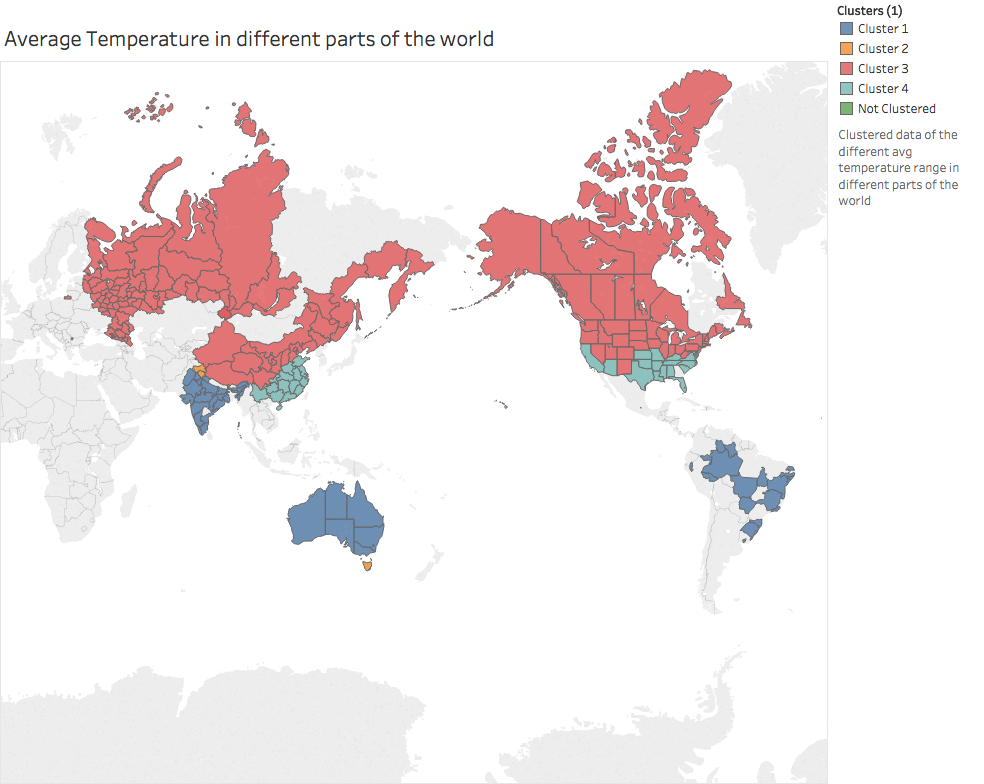 Average Temperature in different parts of the world
Clusters (1)
Cluster 1
Cluster 2
Cluster 3
Cluster 4
Not Clustered
Clustered data of the
different avg
temperature range in
different parts of the
world